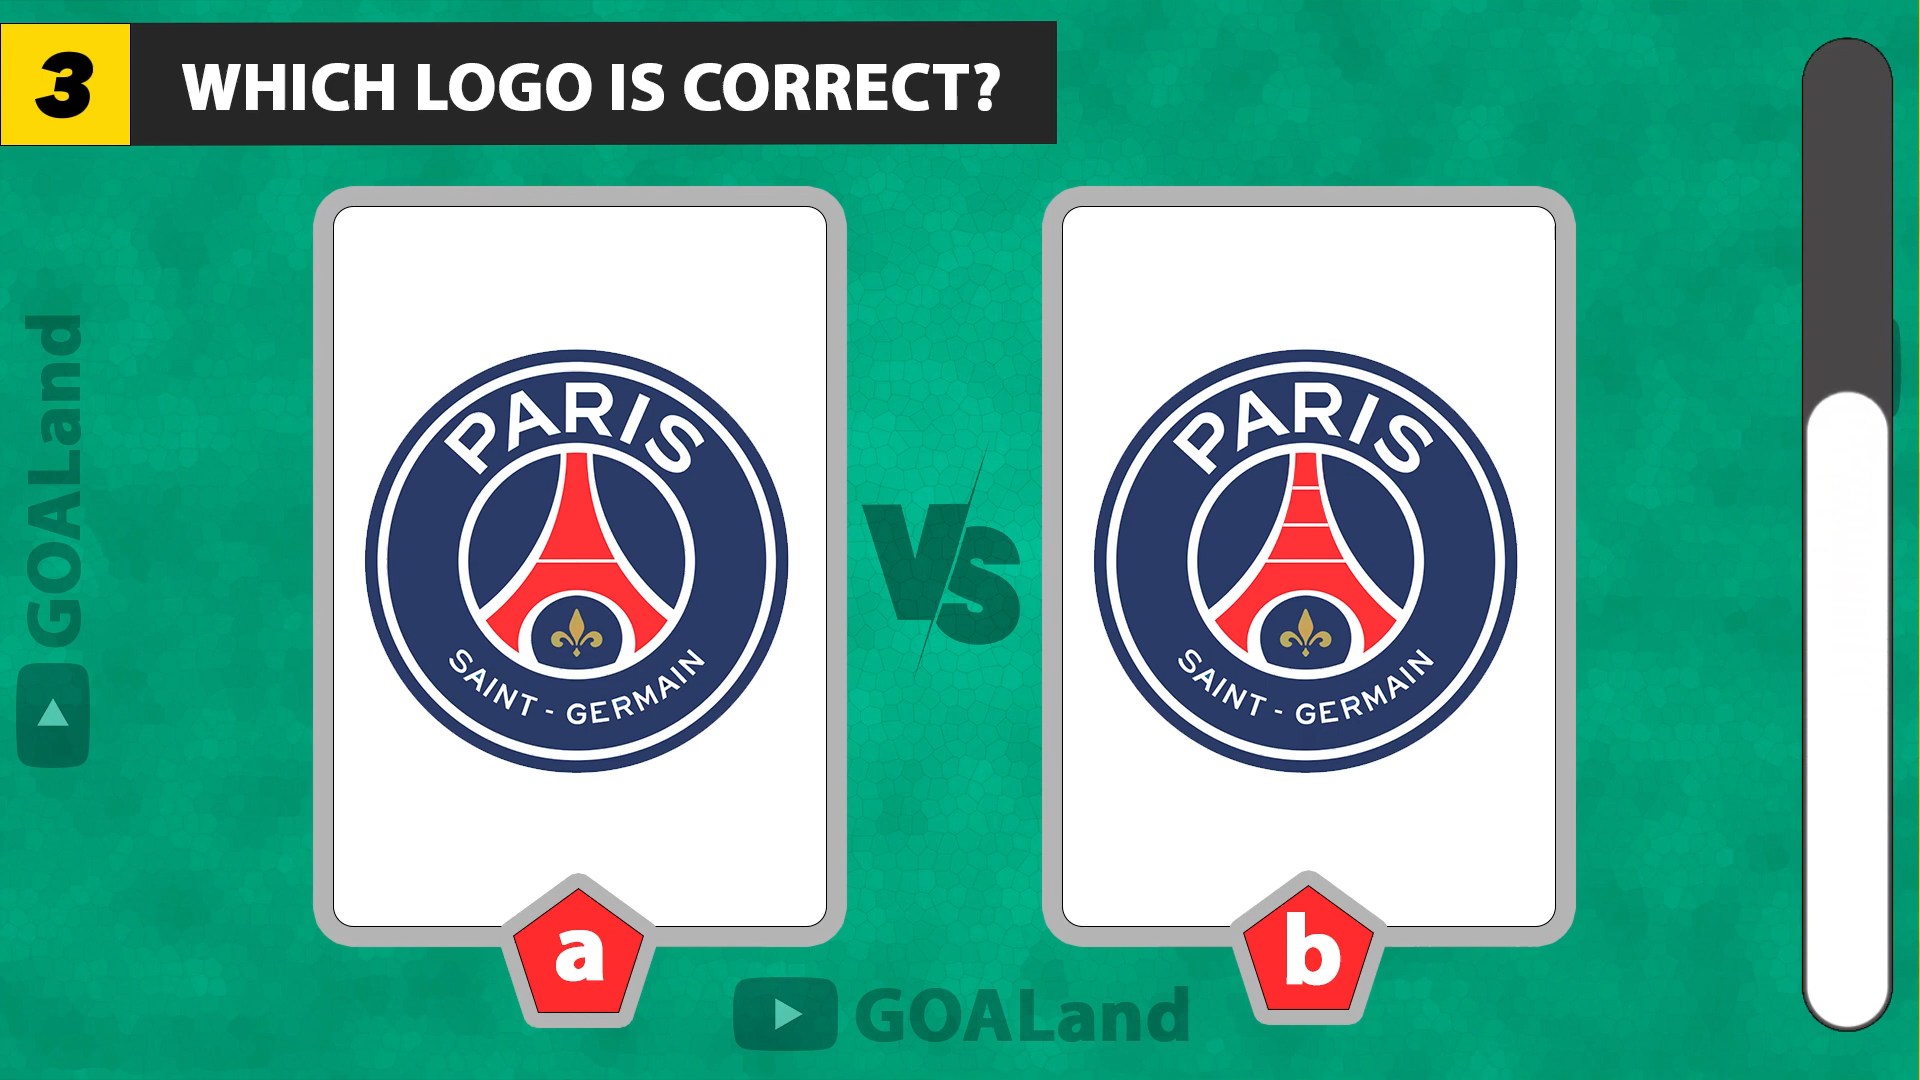 3
WHICH LOGO IS CORRECT?
PARIS
SAINT - GERMAIN
VS
PARIS
SAINT - GERMAIN
a
b
GOALand
GOALand